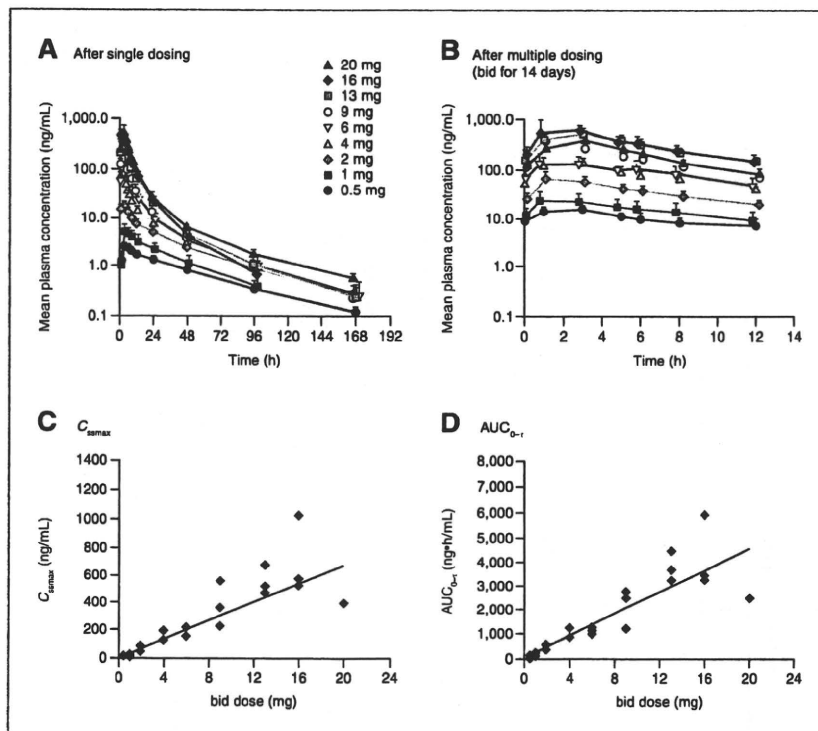 A After single dosing
20 mg
16 mg
13 mg
9 mg
6 mg
4 mg
2 mg
1 mg
0.5 mg
Mean plasma concentration (ng/mL)
1,000.0
100.0
10.0
1.0
0.1
0 24 48 72 96 120 144 168 192
Time (h)
B After multiple dosing
(bid for 14 days)
Mean plasma concentration (ng/mL)
1,000.0
100.0
10.0
1.0
0.1
0 2 4 6 8 10 12 14
Time (h)
C Cssmax
Cssmax (ng/mL)
1400
1200
1000
800
600
400
200
0
0 4 8 12 16 20 24
bid dose (mg)
D AUC0–τ
AUC0–τ (ng•h/mL)
8,000
7,000
6,000
5,000
4,000
3,000
2,000
1,000
0
0 4 8 12 16 20 24
bid dose (mg)